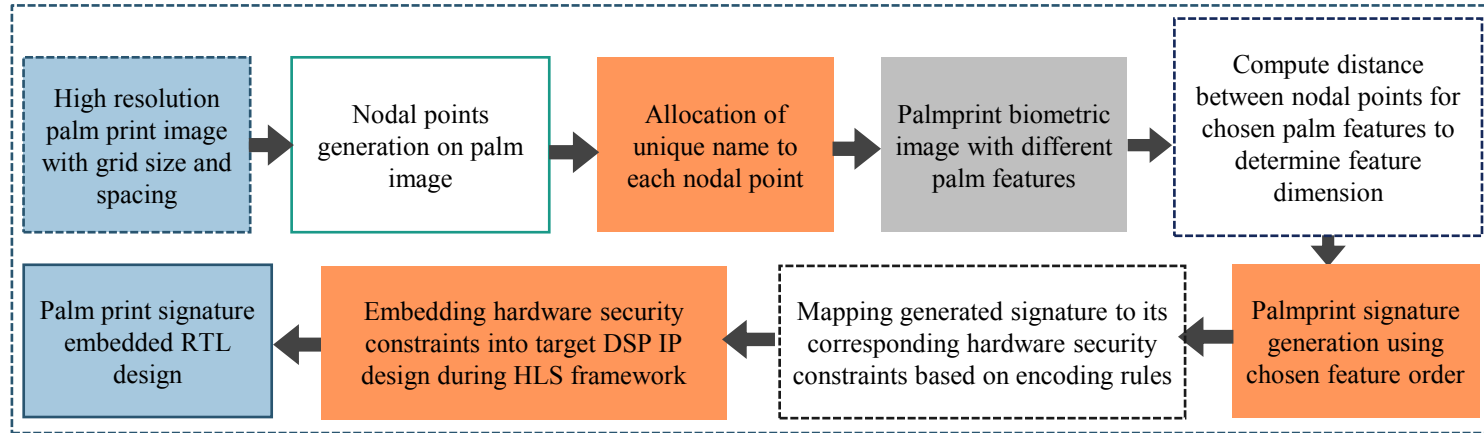 High resolution
palm print image
with grid size and
spacing
Nodal points
generation on palm
image
Allocation of
unique name to
each nodal point
Palmprint biometric
image with different
palm features
Compute distance
between nodal points for
chosen palm features to
determine feature
dimension
Palmprint signature
generation using
chosen feature order
Mapping generated signature to its
corresponding hardware security
constraints based on encoding rules
Embedding hardware security
constraints into target DSP IP
design during HLS framework
Palm print signature
embedded RTL
design